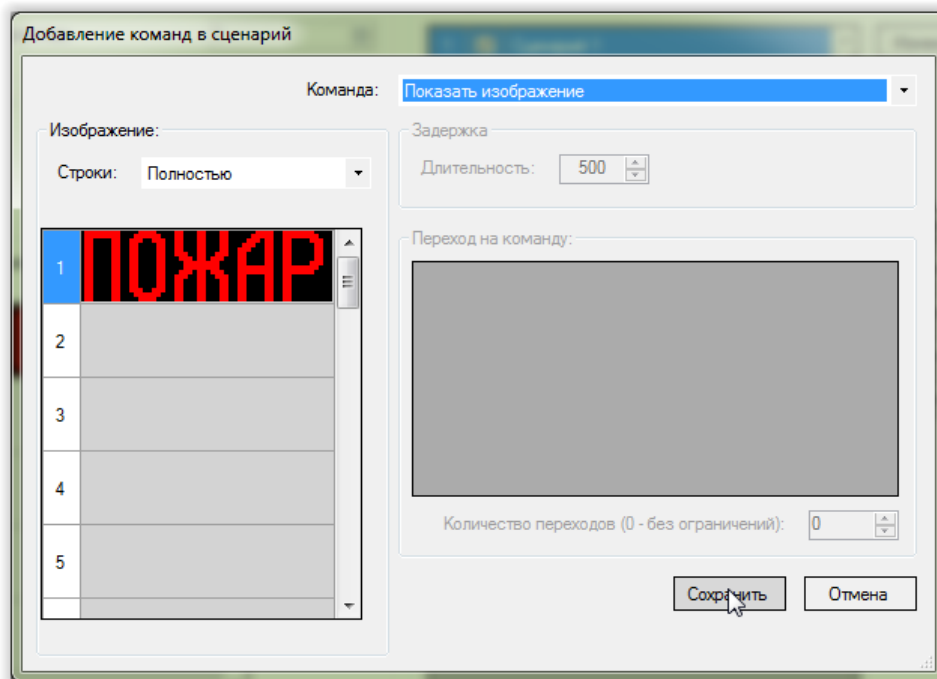 Добавление команд в сценарий
Команда: Показать изображение
Изображение:
Строки: Полностью
1 ПОЖАР
2
3
4
5
Задержка
Длительность: 500
Переход на команду:
Количество переходов (0 - без ограничений): 0
Сохранить Отмена